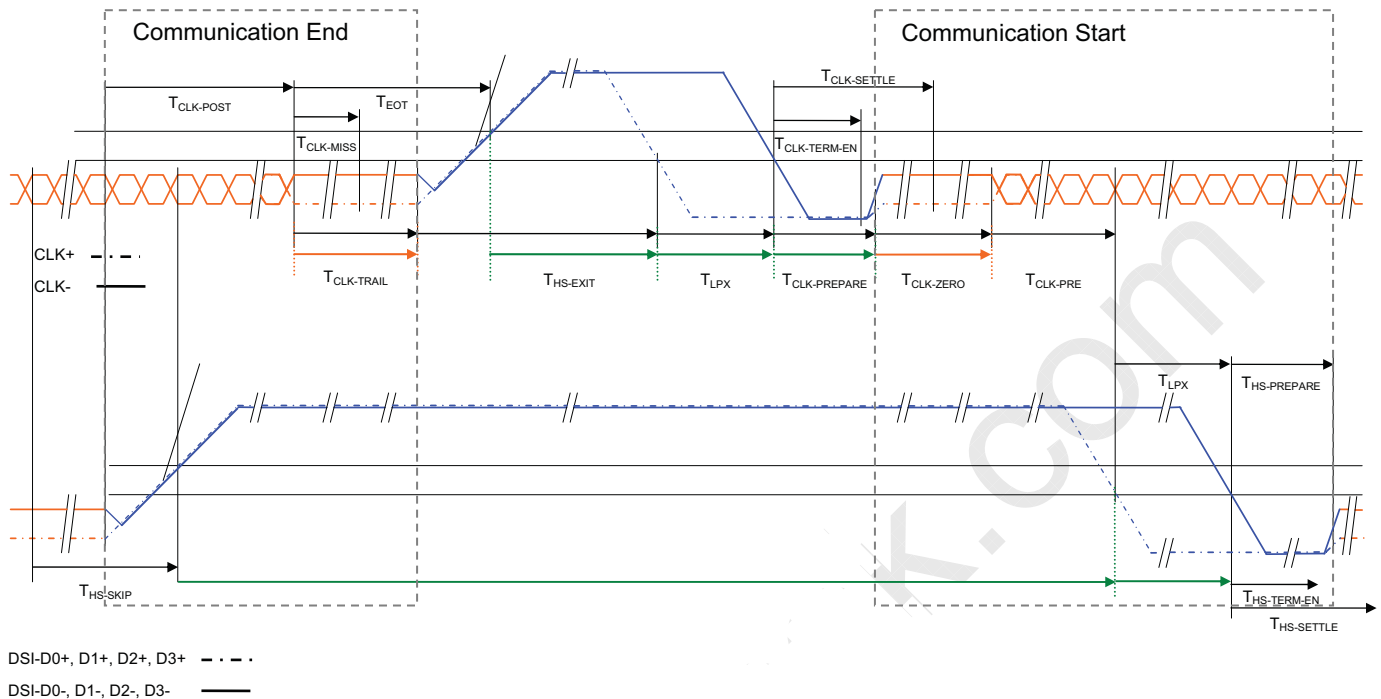 Communication End
Communication Start
TCLK-POST
TEOT
TCLK-SETTLE
TCLK-MISS
TCLK-TERM-EN
CLK+
CLK-
TCLK-TRAIL
THS-EXIT
TLPX
TCLK-PREPARE
TCLK-ZERO
TCLK-PRE
TLPX
THS-PREPARE
THS-SKIP
THS-TERM-EN
THS-SETTLE
DSI-D0+, D1+, D2+, D3+
DSI-D0-, D1-, D2-, D3-
k.com